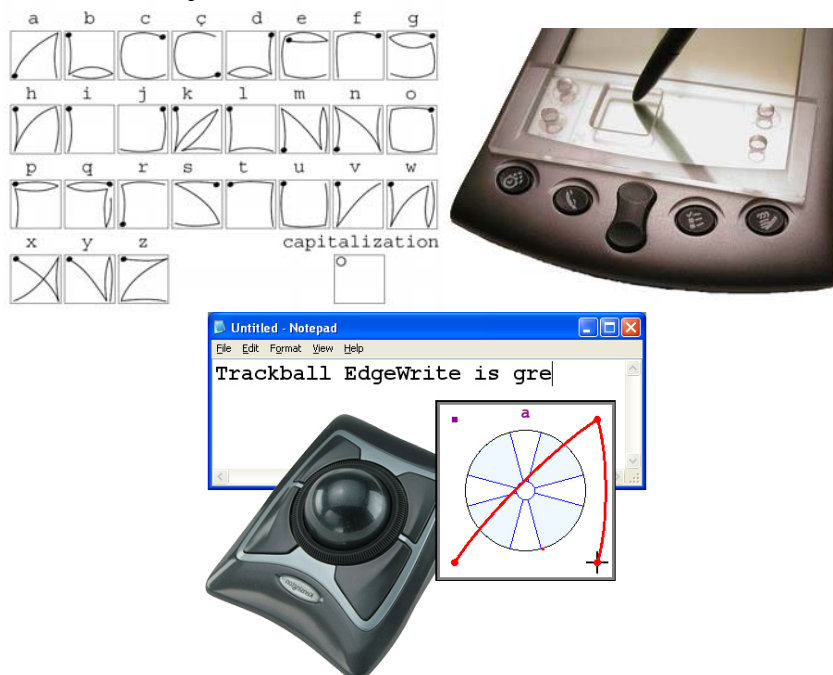 a b c ç d e f g
h i j k l m n o
p q r s t u v w
x y z capitalization
Untitled - Notepad
File Edit Format View Help
Trackball EdgeWrite is gre
a